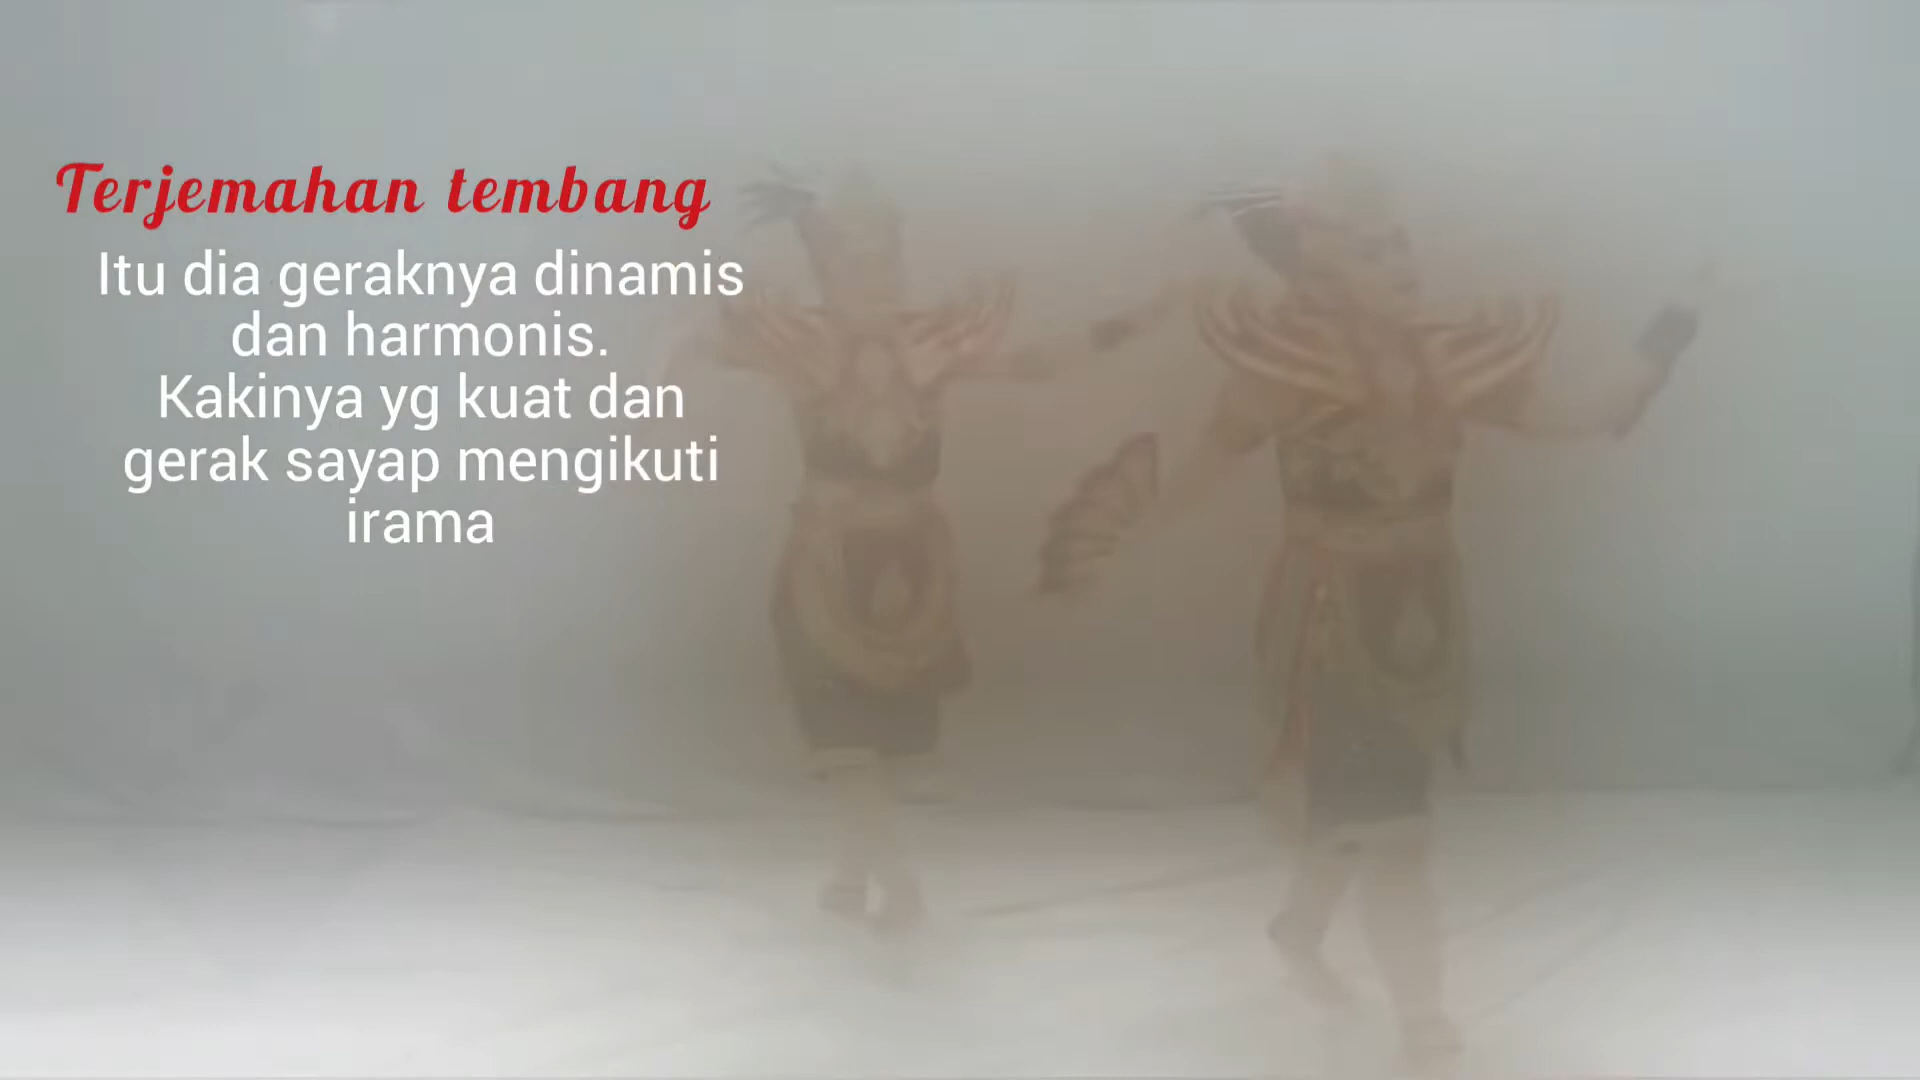 Terjemahan tembang
Itu dia geraknya dinamis
dan harmonis.
Kakinya yg kuat dan
gerak sayap mengikuti
irama